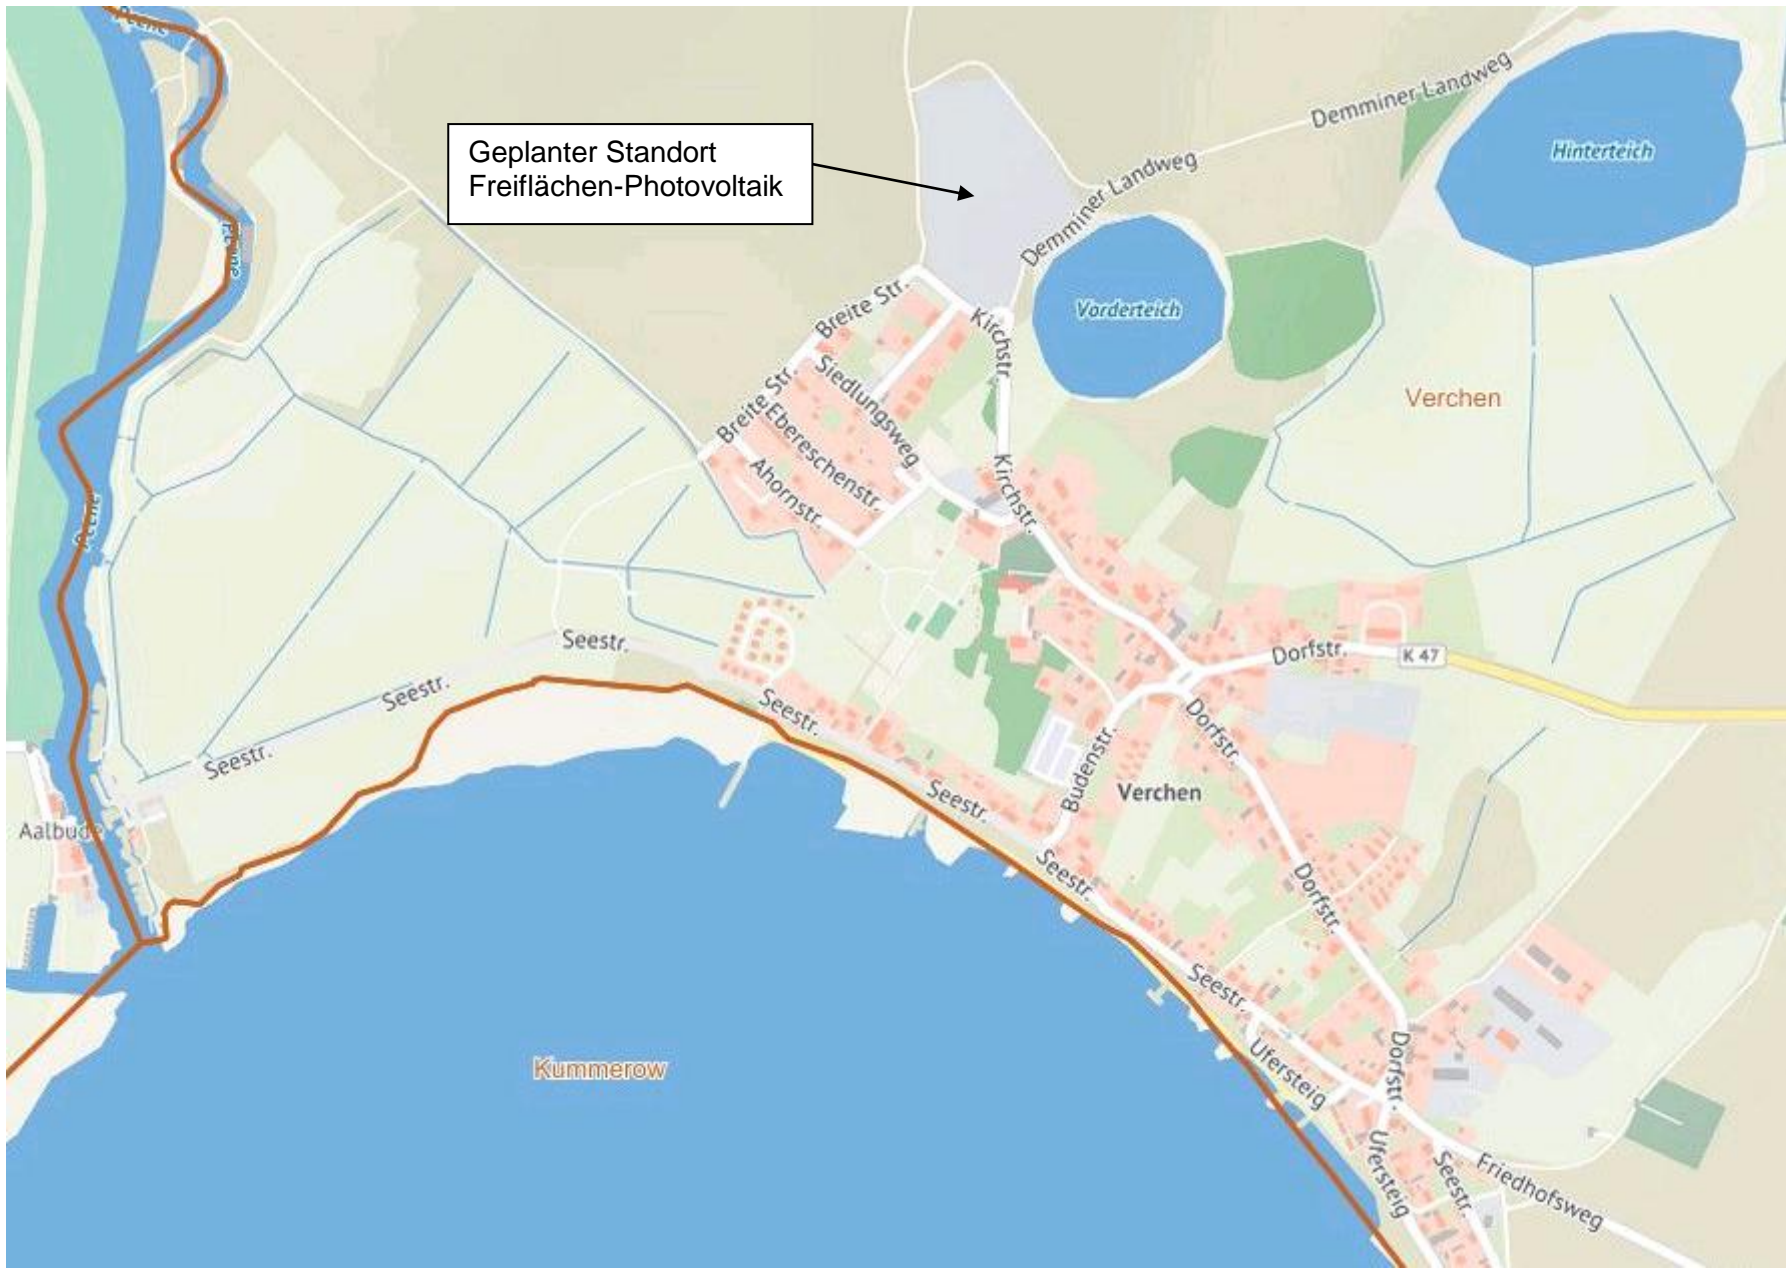 Peene
Demminer Landweg
Hinterteich
Geplanter Standort
Freiflächen-Photovoltaik
Demminer Landweg
Peene
Vorderteich
Breite Str.
Kirchstr.
Siedlungsweg
Breite Str.
Ebereschenstr.
Verchen
Ahornstr.
Kirchstr.
Peene
Seestr.
Dorfstr.
K 47
Seestr.
Seestr.
Dorfstr.
Seestr.
Budenstr.
Verchen
Seestr.
Aalbude
Seestr.
Dorfstr.
Seestr.
Kummerow
Ufersteig
Dorfstr.
Ufersteig
Seestr.
Friedhofsweg